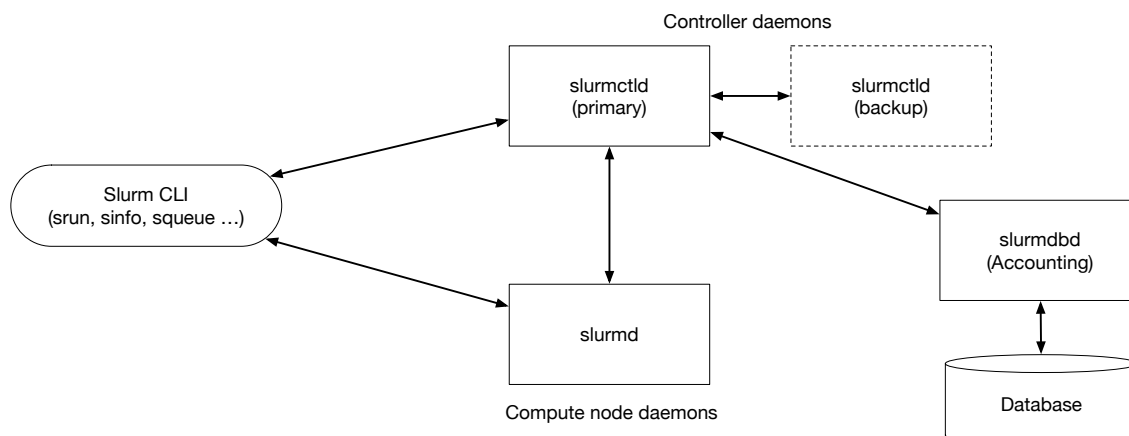 Controller daemons
slurmctld
(primary)
slurmctld
(backup)
Slurm CLI
(srun, sinfo, squeue …)
slurmdbd
(Accounting)
slurmd
Database
Compute node daemons